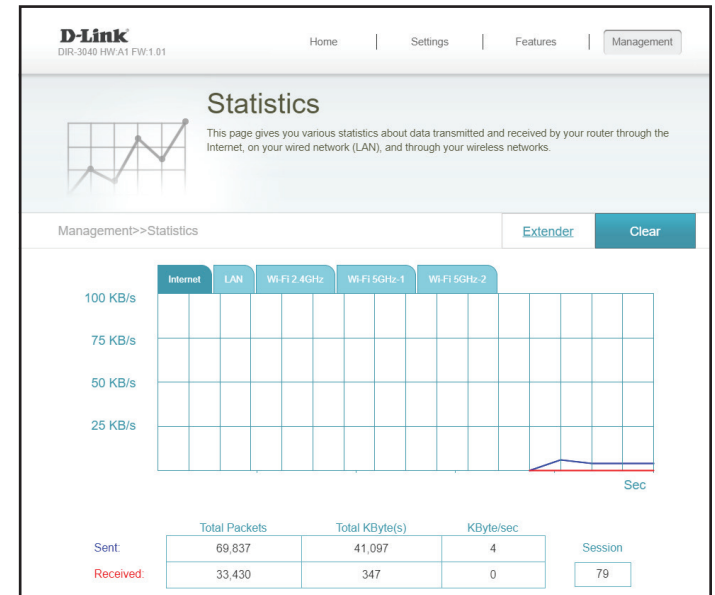 D-Link
DIR-3040 HW:A1 FW:1.01
Home
Settings
Features
Management
Statistics
This page gives you various statistics about data transmitted and received by your router through the
Internet, on your wired network (LAN), and through your wireless networks.
Management>>Statistics
Extender
Clear
Internet
LAN
Wi-Fi 2.4GHz
Wi-Fi 5GHz-1
Wi-Fi 5GHz-2
100 KB/s
75 KB/s
50 KB/s
25 KB/s
Sec
Total Packets Total KByte(s) KByte/sec
Sent: 69,837 41,097 4 Session
Received: 33,430 347 0 79